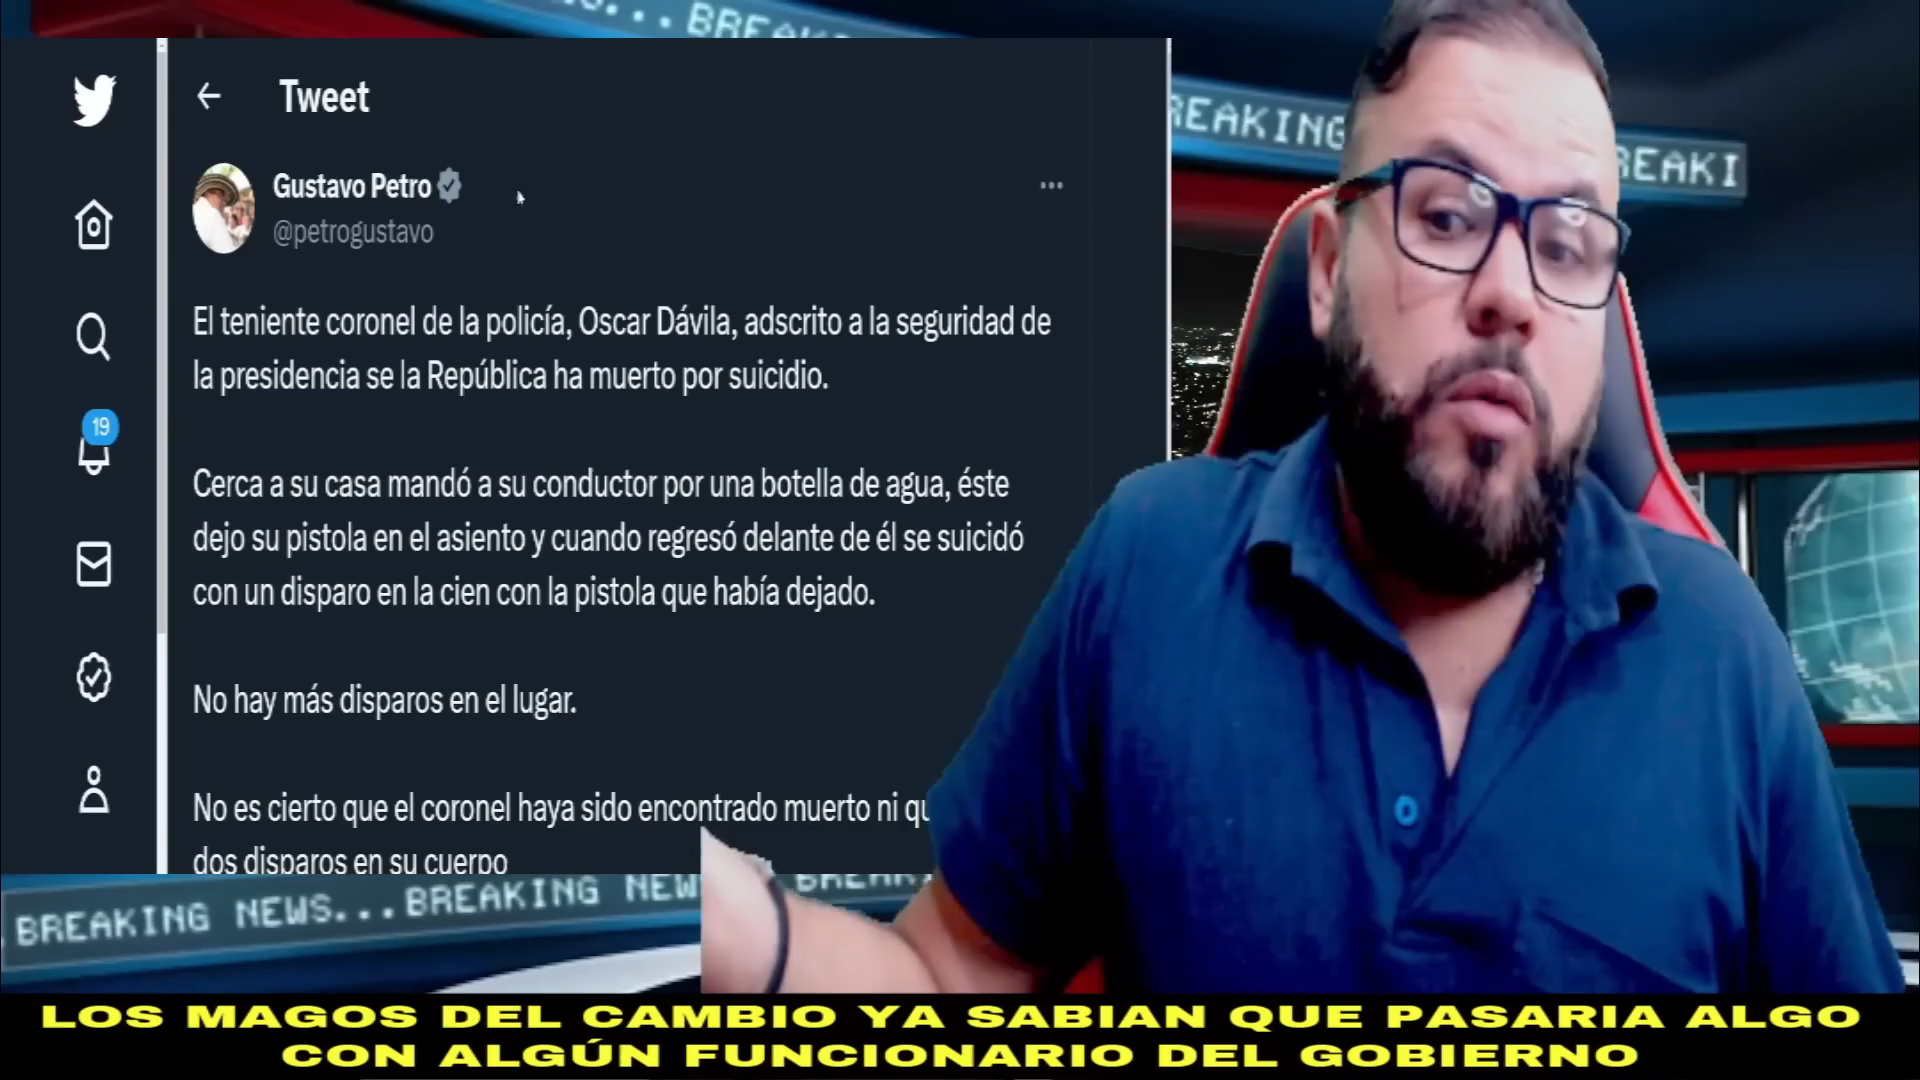 BREAKING
BREAKING
BREAKI
Tweet
Gustavo Petro
@petrogustavo
El teniente coronel de la policía, Oscar Dávila, adscrito a la seguridad de
la presidencia se la República ha muerto por suicidio.
19
Cerca a su casa mandó a su conductor por una botella de agua, éste
dejo su pistola en el asiento y cuando regresó delante de él se suicidó
con un disparo en la cien con la pistola que había dejado.
No hay más disparos en el lugar.
No es cierto que el coronel haya sido encontrado muerto ni qu
dos disparos en su cuerpo
BREAKING NEWS...BREAKING NEW BREAKI
LOS MAGOS DEL CAMBIO YA SABIAN QUE PASARIA ALGO
CON ALGÚN FUNCIONARIO DEL GOBIERNO